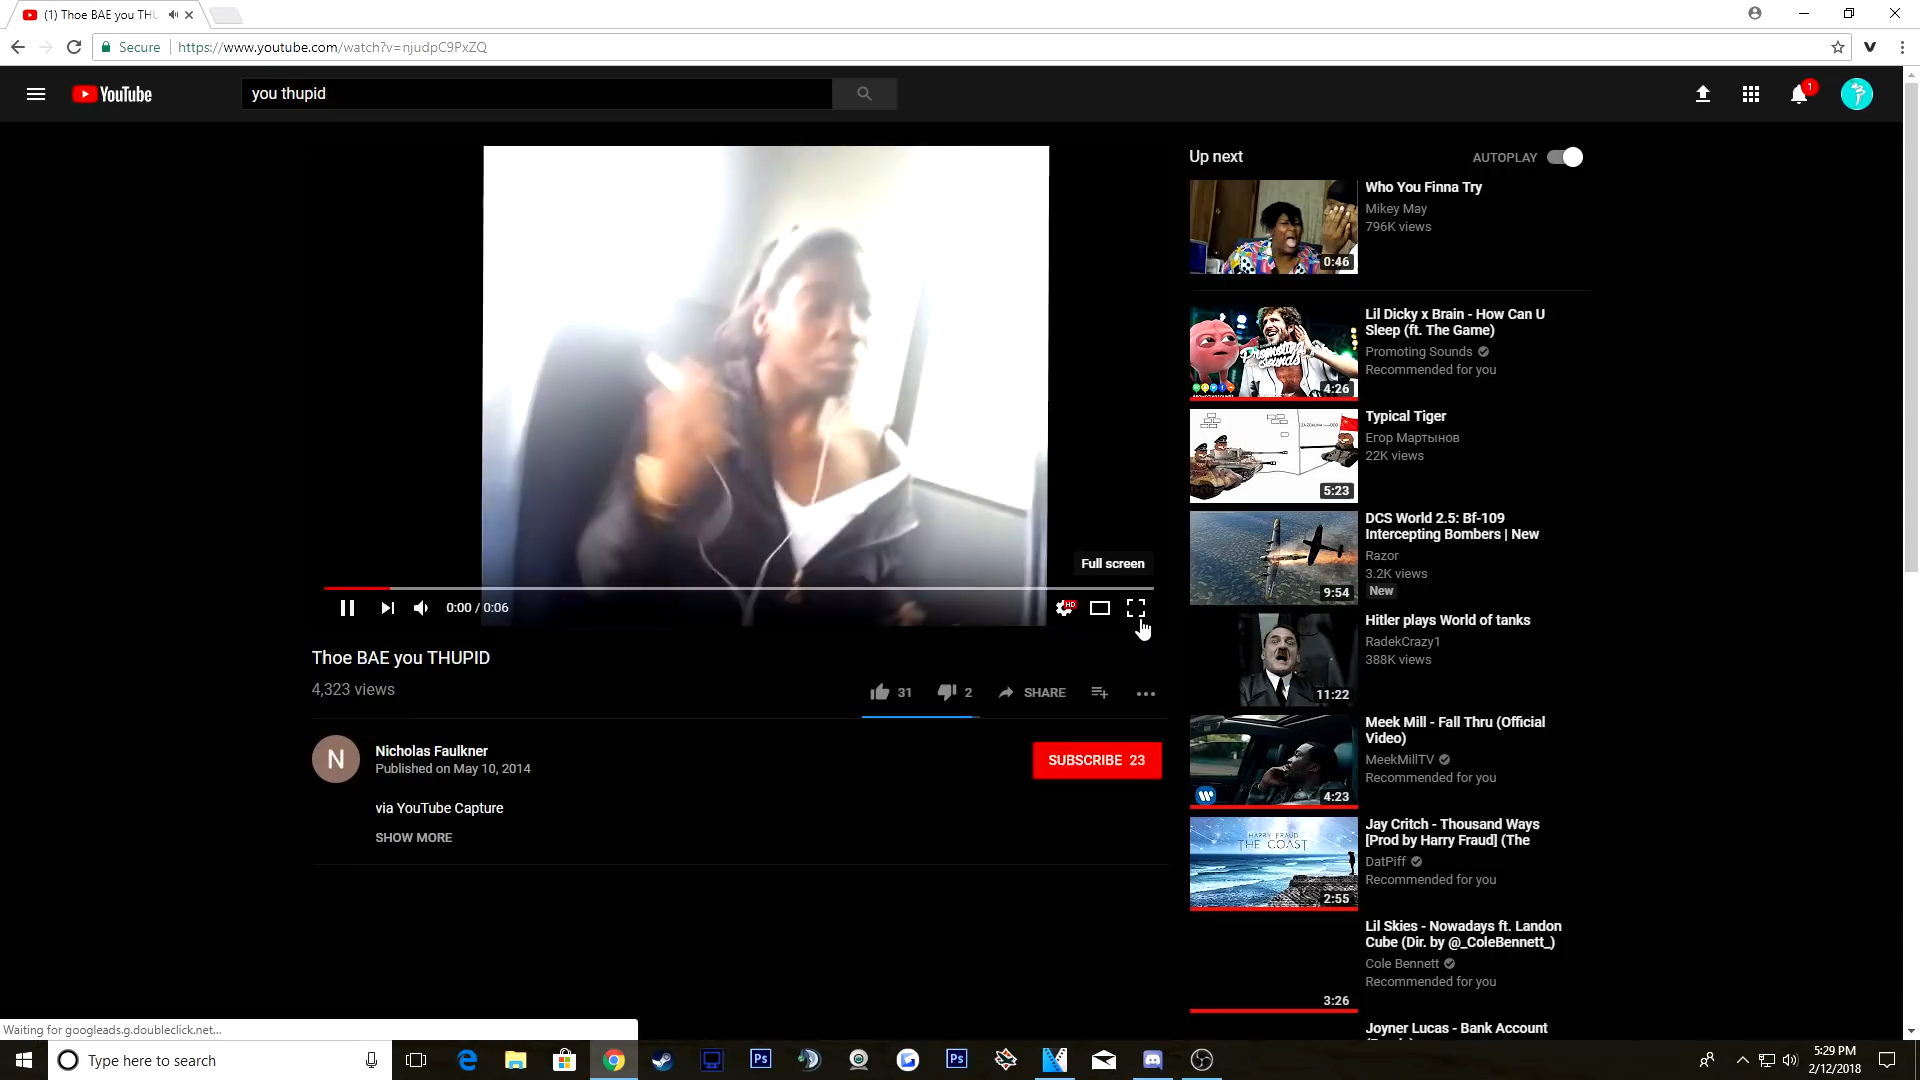 (1) Thoe BAE you THU
Secure
https://www.youtube.com/watch?v=njudpC9PxZQ
YouTube
you thupid
1
Full screen
0:00 / 0:06
HD
Thoe BAE you THUPID
4,323 views
31
2
SHARE
N
Nicholas Faulkner
Published on May 10, 2014
SUBSCRIBE 23
via YouTube Capture
SHOW MORE
Up next
AUTOPLAY
0:46
Who You Finna Try
Mikey May
796K views
Promoting Sounds
4:26
Lil Dicky x Brain - How Can U
Sleep (ft. The Game)
Promoting Sounds
Recommended for you
5:23
Typical Tiger
Егор Мартынов
22K views
9:54
DCS World 2.5: Bf-109
Intercepting Bombers | New
Razor
3.2K views
New
11:22
Hitler plays World of tanks
RadekCrazy1
388K views
4:23
Meek Mill - Fall Thru (Official
Video)
MeekMillTV
Recommended for you
HARRY FRAUD
THE COAST
2:55
Jay Critch - Thousand Ways
[Prod by Harry Fraud] (The
DatPiff
Recommended for you
3:26
Lil Skies - Nowadays ft. Landon
Cube (Dir. by @_ColeBennett_)
Cole Bennett
Recommended for you
Joyner Lucas - Bank Account
Waiting for googleads.g.doubleclick.net...
Type here to search
Ps
Ps
5:29 PM
2/12/2018